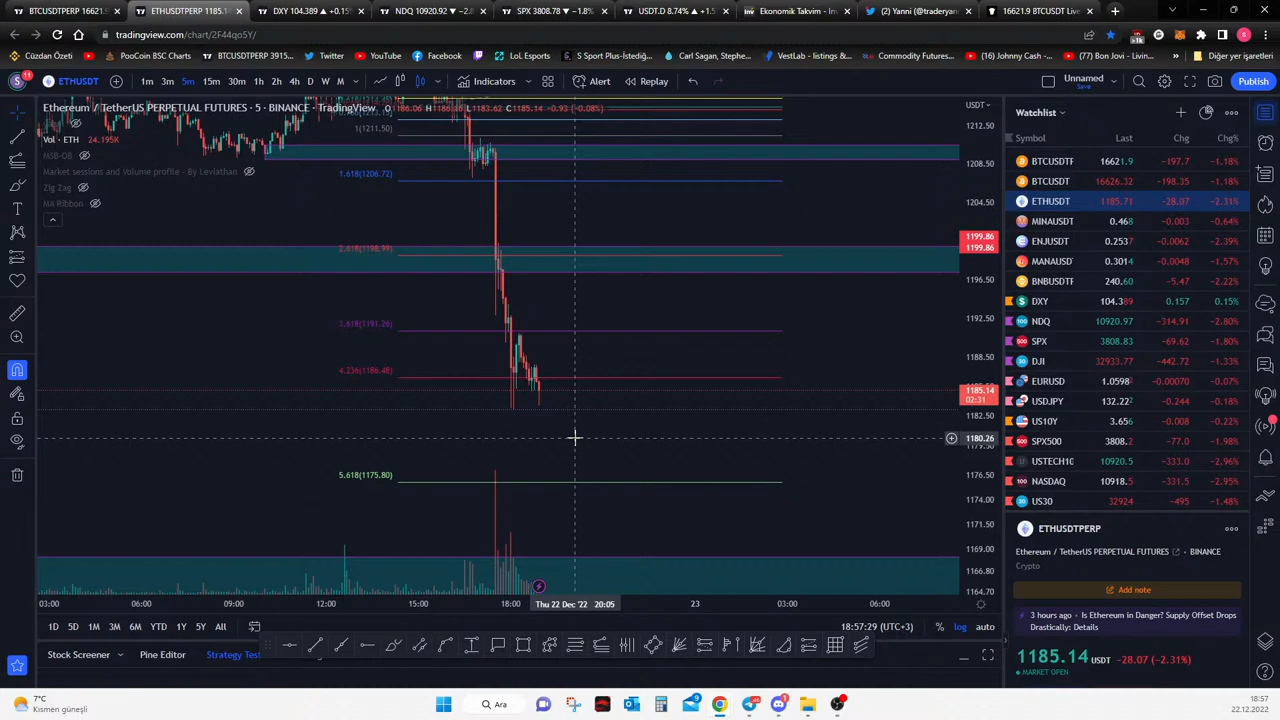 BTCUSDTPERP 16621.9
ETHUSDTPERP 1185.14
DXY 104.389 ▲ +0.15%
NDQ 10920.92 ▼ −2.8
SPX 3808.78 ▼ −1.8%
USDT.D 8.74% ▲ +1.5
Ekonomik Takvim - Inv
Yanni (@traderyan
16621.9 BTCUSDT Live
tradingview.com/chart/2F44qo5Y/
Cüzdan Özeti
PooCoin BSC Charts
BTCUSDTPERP 3915...
Twitter
YouTube
Facebook
Twitch
LoL Esports
S Sport Plus-İstediğ...
Carl Sagan, Stephe...
VestLab - listings &...
Commodity Futures...
(16) Johnny Cash -...
(77) Bon Jovi - Livin...
Diğer yer işaretleri
11
ETHUSDT
1m 3m 5m 15m 30m 1h 2h 4h D W M
Indicators
Alert
Replay
Unnamed
Save
Publish
Ethereum / TetherUS PERPETUAL FUTURES · 5 · BINANCE · TradingView
O1186.06 H1186.36 L1183.62 C1185.14 −0.93 (−0.08%)
Vol · ETH 24.195K
MSB-OB
Market sessions and Volume profile - By Leviathan
Zig Zag
MA Ribbon
1(1211.50)
1.618(1206.72)
2.618(1198.99)
4.236(1186.48)
5.618(1175.80)
USDT
1212.50
1208.50
1204.50
1199.86
1199.86
1196.50
1192.50
1188.50
1185.14
02:31
1182.50
1180.26
1176.50
1174.00
1171.50
1169.00
1166.80
1164.70
03:00
06:00
09:00
12:00
15:00
18:00
Thu 22 Dec '22 20:05
23
03:00
06:00
1D 5D 1M 3M 6M YTD 1Y 5Y All
18:57:29 (UTC+3)
% log auto
Stock Screener
Pine Editor
Strategy Test
Watchlist
Symbol Last Chg Chg%
BTCUSDTF 16621.9 −197.7 −1.18%
BTCUSDT 16626.32 −198.35 −1.18%
ETHUSDT 1185.71 −28.07 −2.31%
MINAUSDT 0.468 −0.003 −0.64%
ENJUSDT 0.2537 −0.0062 −2.39%
MANAUSDT 0.3014 −0.0048 −1.57%
BNBUSDTF 240.60 −5.47 −2.22%
DXY 104.389 0.157 0.15%
NDQ 10920.97 −314.91 −2.80%
SPX 3808.83 −69.62 −1.80%
DJI 32933.77 −442.72 −1.33%
EURUSD 1.0598 −0.00070 −0.07%
USDJPY 132.222 −0.244 −0.18%
US10Y 3.656 −0.008 −0.22%
SPX500 3808.2 −77.0 −1.98%
USTECH10 10920.5 −333.0 −2.96%
NASDAQ 10918.5 −331.5 −2.95%
US30 32924 −495 −1.48%
ETHUSDTPERP
Ethereum / TetherUS PERPETUAL FUTURES · BINANCE
Crypto
Add note
3 hours ago • Is Ethereum in Danger? Supply Offset Drops
Drastically: Details
1185.14 USDT −28.07 (−2.31%)
MARKET OPEN
7°C
Kısmen güneşli
Ara
18:57
22.12.2022